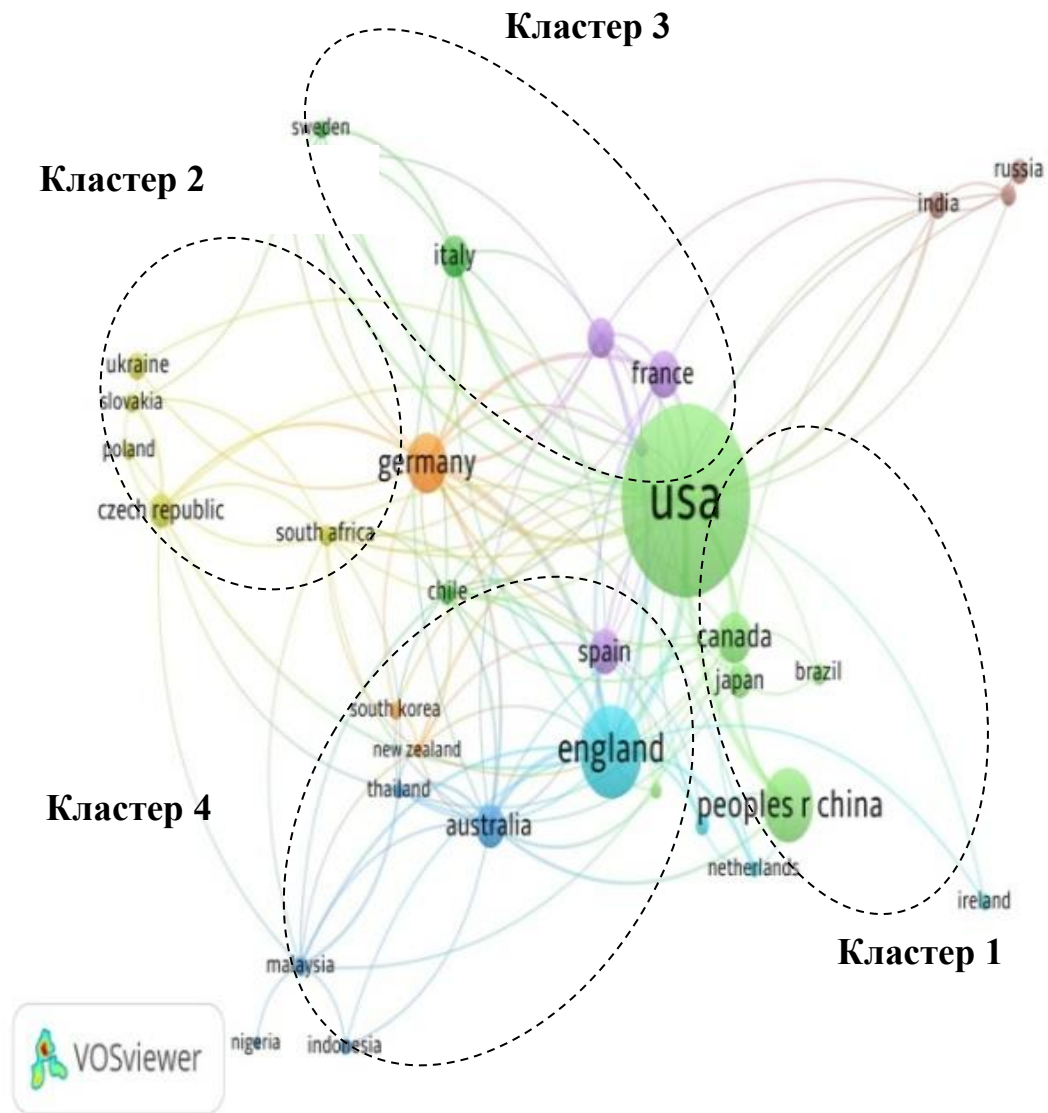 Кластер 3
sweden
Кластер 2
russia
india
italy
ukraine
france
slovakia
poland
germany
usa
czech republic
south africa
chile
canada
spain
brazil
japan
south korea
england
new zealand
thailand
peoples r china
Кластер 4
australia
netherlands
ireland
Кластер 1
malaysia
nigeria
indonesia
VOSviewer